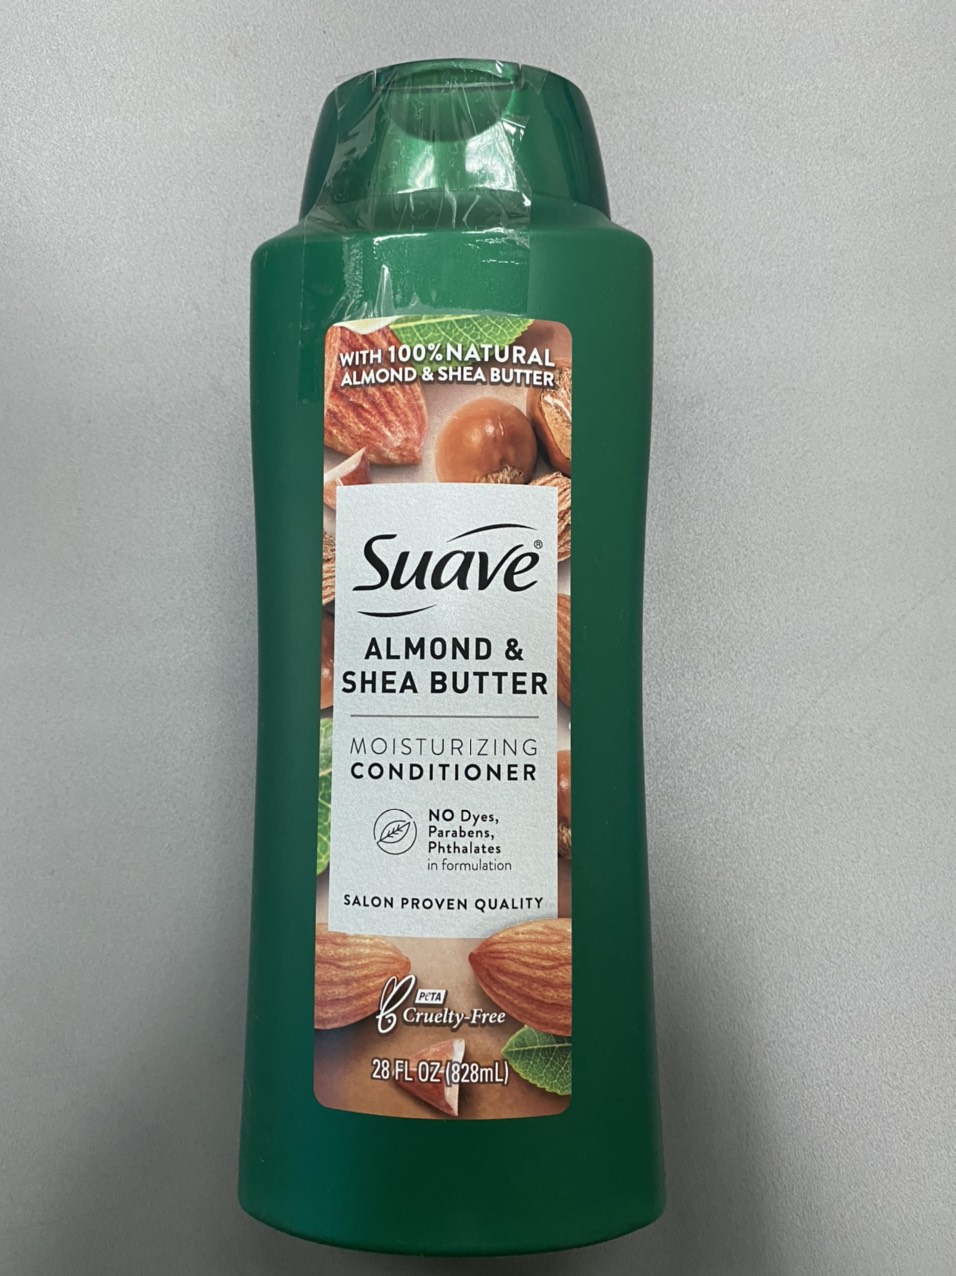 WITH 100% NATURAL
ALMOND & SHEA BUTTER
Suave®
ALMOND &
SHEA BUTTER
MOISTURIZING
CONDITIONER
NO Dyes,
Parabens,
Phthalates
in formulation
SALON PROVEN QUALITY
PETA
Cruelty-Free
28 FL OZ (828mL)